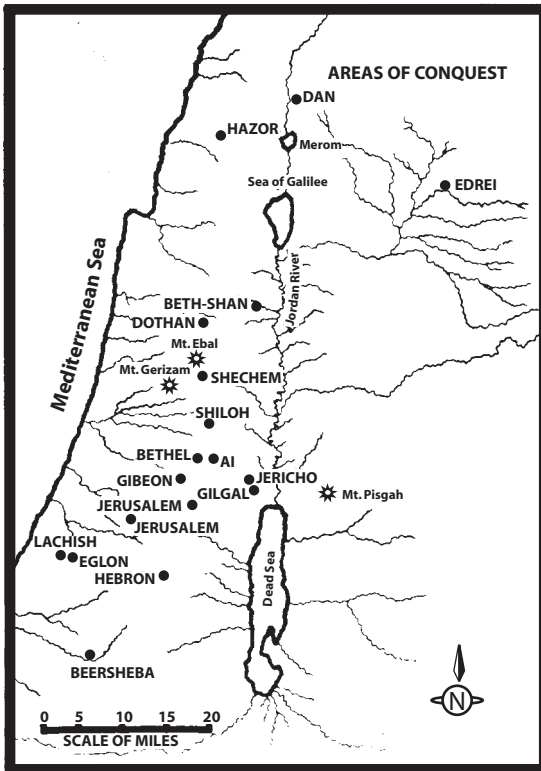 AREAS OF CONQUEST
DAN
HAZOR
Merom
Sea of Galilee
EDREI
Mediterranean Sea
Jordan River
BETH-SHAN
DOTHAN
Mt. Ebal
Mt. Gerizam
SHECHEM
SHILOH
BETHEL
AI
GIBEON
JERICHO
GILGAL
Mt. Pisgah
JERUSALEM
JERUSALEM
LACHISH
EGLON
HEBRON
Dead Sea
BEERSHEBA
N
0 5 10 15 20
SCALE OF MILES